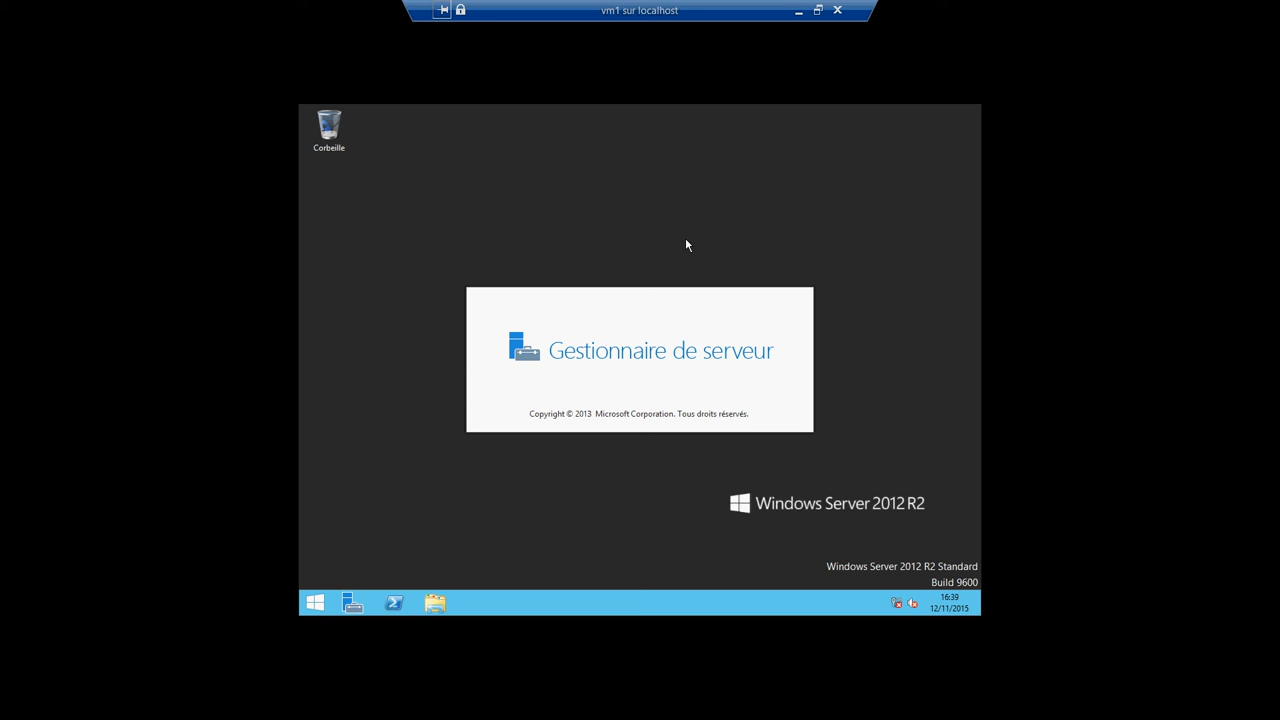 vm1 sur localhost
Corbeille
Gestionnaire de serveur
Copyright © 2013 Microsoft Corporation. Tous droits réservés.
Windows Server 2012 R2
Windows Server 2012 R2 Standard
Build 9600
16:39
12/11/2015